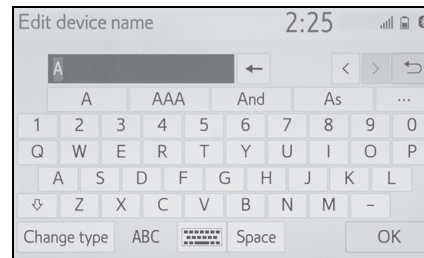 Edit device name 2:25
A ← < >
A AAA And As ...
1 2 3 4 5 6 7 8 9 0
Q W E R T Y U I O P
A S D F G H J K L
Z X C V B N M -
Change type ABC Space OK